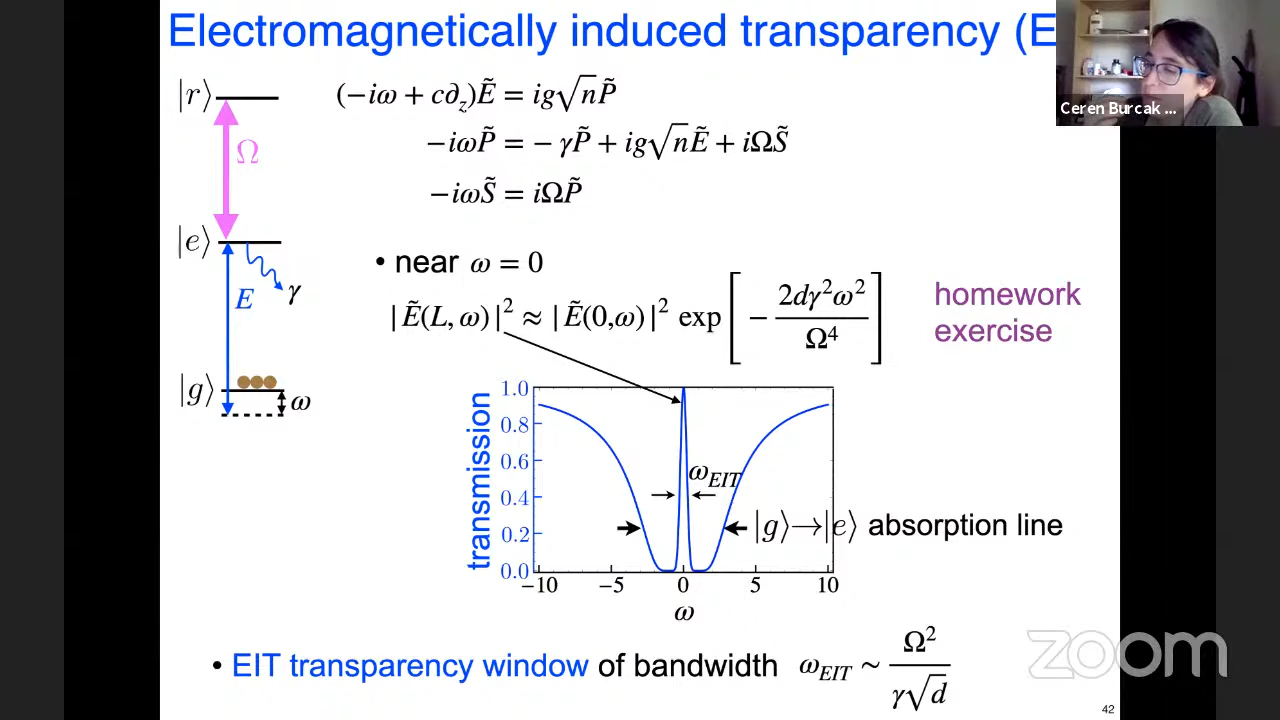 Electromagnetically induced transparency (E
Ceren Burcak ...
|r⟩
Ω
|e⟩
γ
E
|g⟩
ω
(−iω + c∂_z)Ẽ = ig√n P̃
−iωP̃ = − γP̃ + ig√n Ẽ + iΩS̃
−iωS̃ = iΩP̃
• near ω = 0
|Ẽ(L, ω)|² ≈ |Ẽ(0,ω)|² exp[ − 2dγ²ω² / Ω⁴ ]
homework
exercise
transmission
1.0
0.8
0.6
0.4
0.2
0.0
ω_EIT
|g⟩→|e⟩ absorption line
−10 −5 0 5 10
ω
• EIT transparency window of bandwidth ω_EIT ~ Ω² / γ√d
zoom
42